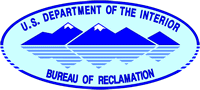 U.S. DEPARTMENT OF THE INTERIOR
BUREAU OF RECLAMATION